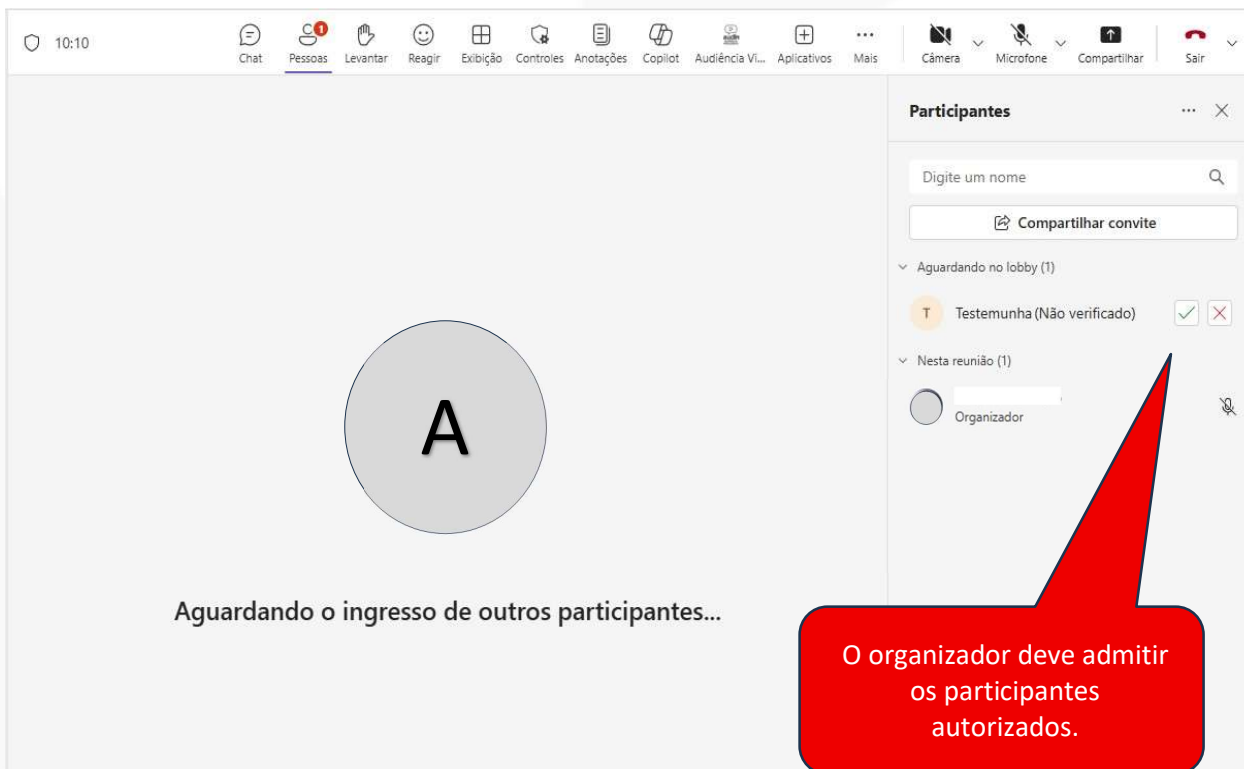 10:10
Chat
1
Pessoas
Levantar
Reagir
Exibição
Controles
Anotações
Copilot
Audiência Vi...
Aplicativos
Mais
Câmera
Microfone
Compartilhar
Sair
Participantes
Digite um nome
Compartilhar convite
Aguardando no lobby (1)
T Testemunha (Não verificado)
Nesta reunião (1)
Organizador
A
Aguardando o ingresso de outros participantes...
O organizador deve admitir
os participantes
autorizados.